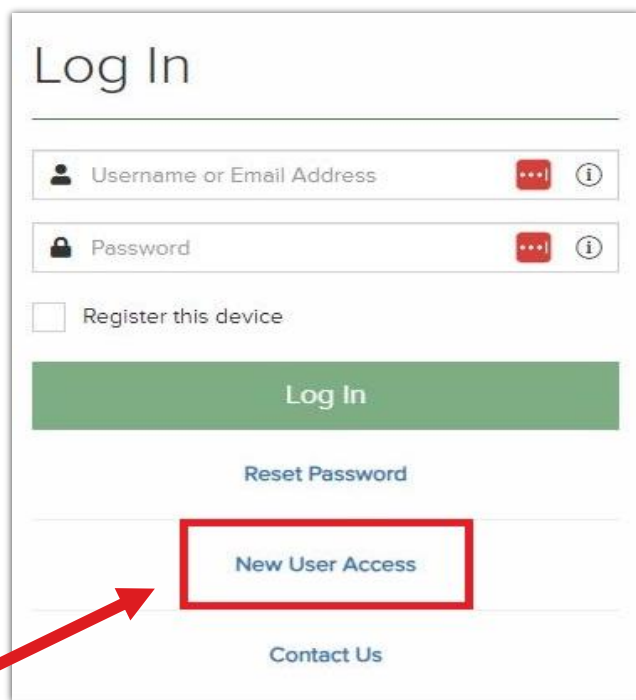 Log In
Username or Email Address
Password
Register this device
Log In
Reset Password
New User Access
Contact Us